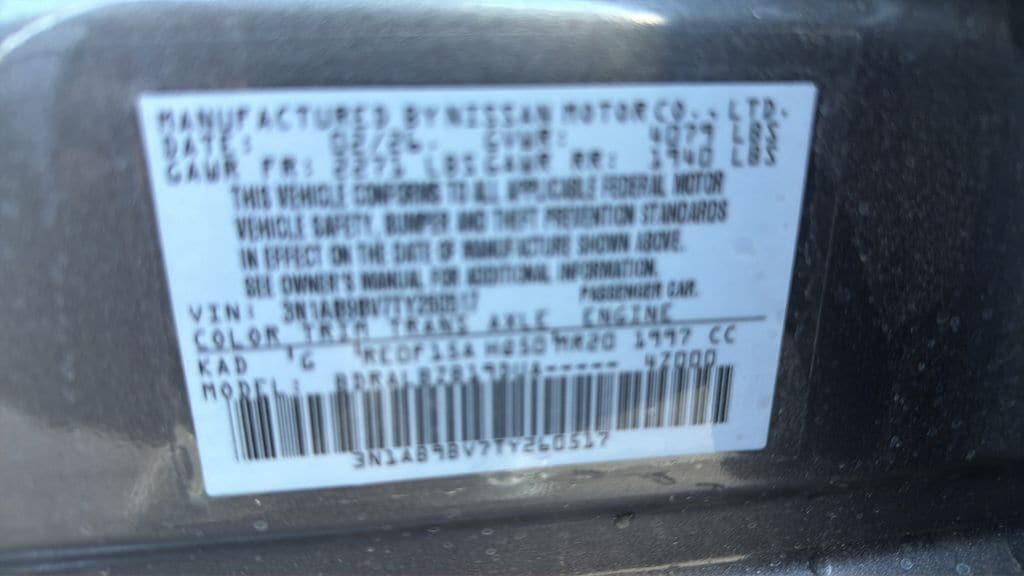 MANUFACTURED BY NISSAN MOTOR CO., LTD.
DATE: 02/26. GVWR: 4079 LBS
GAWR FR: 2271 LBS GAWR RR: 1940 LBS
THIS VEHICLE CONFORMS TO ALL APPLICABLE FEDERAL MOTOR
VEHICLE SAFETY, BUMPER AND THEFT PREVENTION STANDARDS
IN EFFECT ON THE DATE OF MANUFACTURE SHOWN ABOVE.
SEE OWNER'S MANUAL FOR ADDITIONAL INFORMATION.
VIN: 3N1AB9BV7TY260517 PASSENGER CAR.
COLOR TRIM TRANS AXLE ENGINE
KAD G RE0F11A MR20 1997 CC
MODEL: 47000
3N1AB9BV7TY260517